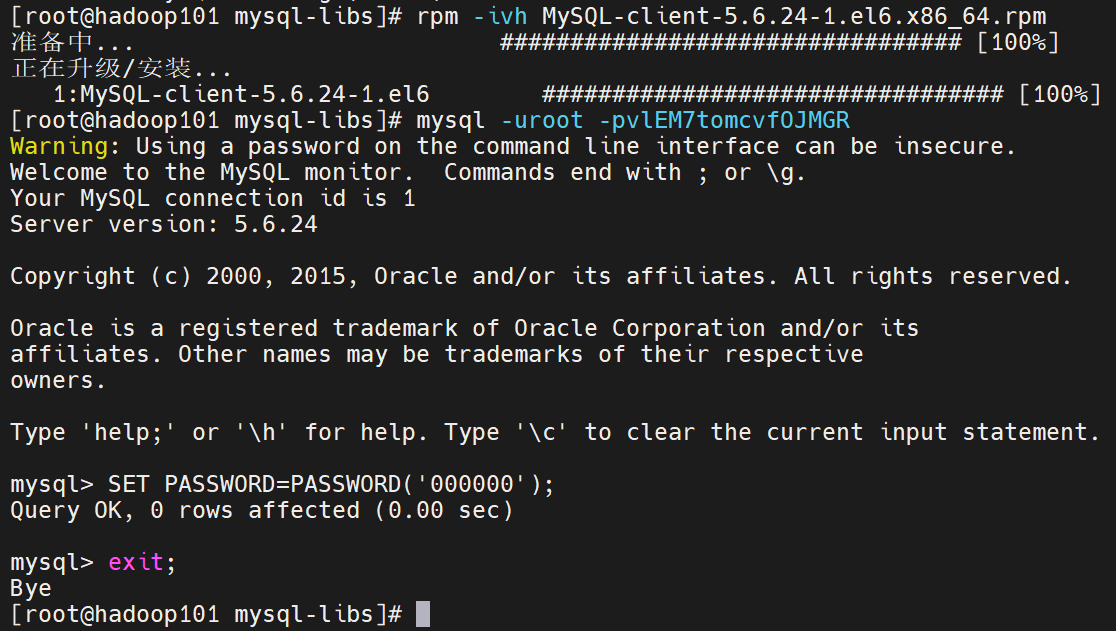 [root@hadoop101 mysql-libs]# rpm -ivh MySQL-client-5.6.24-1.el6.x86_64.rpm
准备中... ################################# [100%]
正在升级/安装...
1:MySQL-client-5.6.24-1.el6 ################################# [100%]
[root@hadoop101 mysql-libs]# mysql -uroot -pvlEM7tomcvfOJMGR
Warning: Using a password on the command line interface can be insecure.
Welcome to the MySQL monitor.  Commands end with ; or \g.
Your MySQL connection id is 1
Server version: 5.6.24
Copyright (c) 2000, 2015, Oracle and/or its affiliates. All rights reserved.
Oracle is a registered trademark of Oracle Corporation and/or its
affiliates. Other names may be trademarks of their respective
owners.
Type 'help;' or '\h' for help. Type '\c' to clear the current input statement.
mysql> SET PASSWORD=PASSWORD('000000');
Query OK, 0 rows affected (0.00 sec)
mysql> exit;
Bye
[root@hadoop101 mysql-libs]#